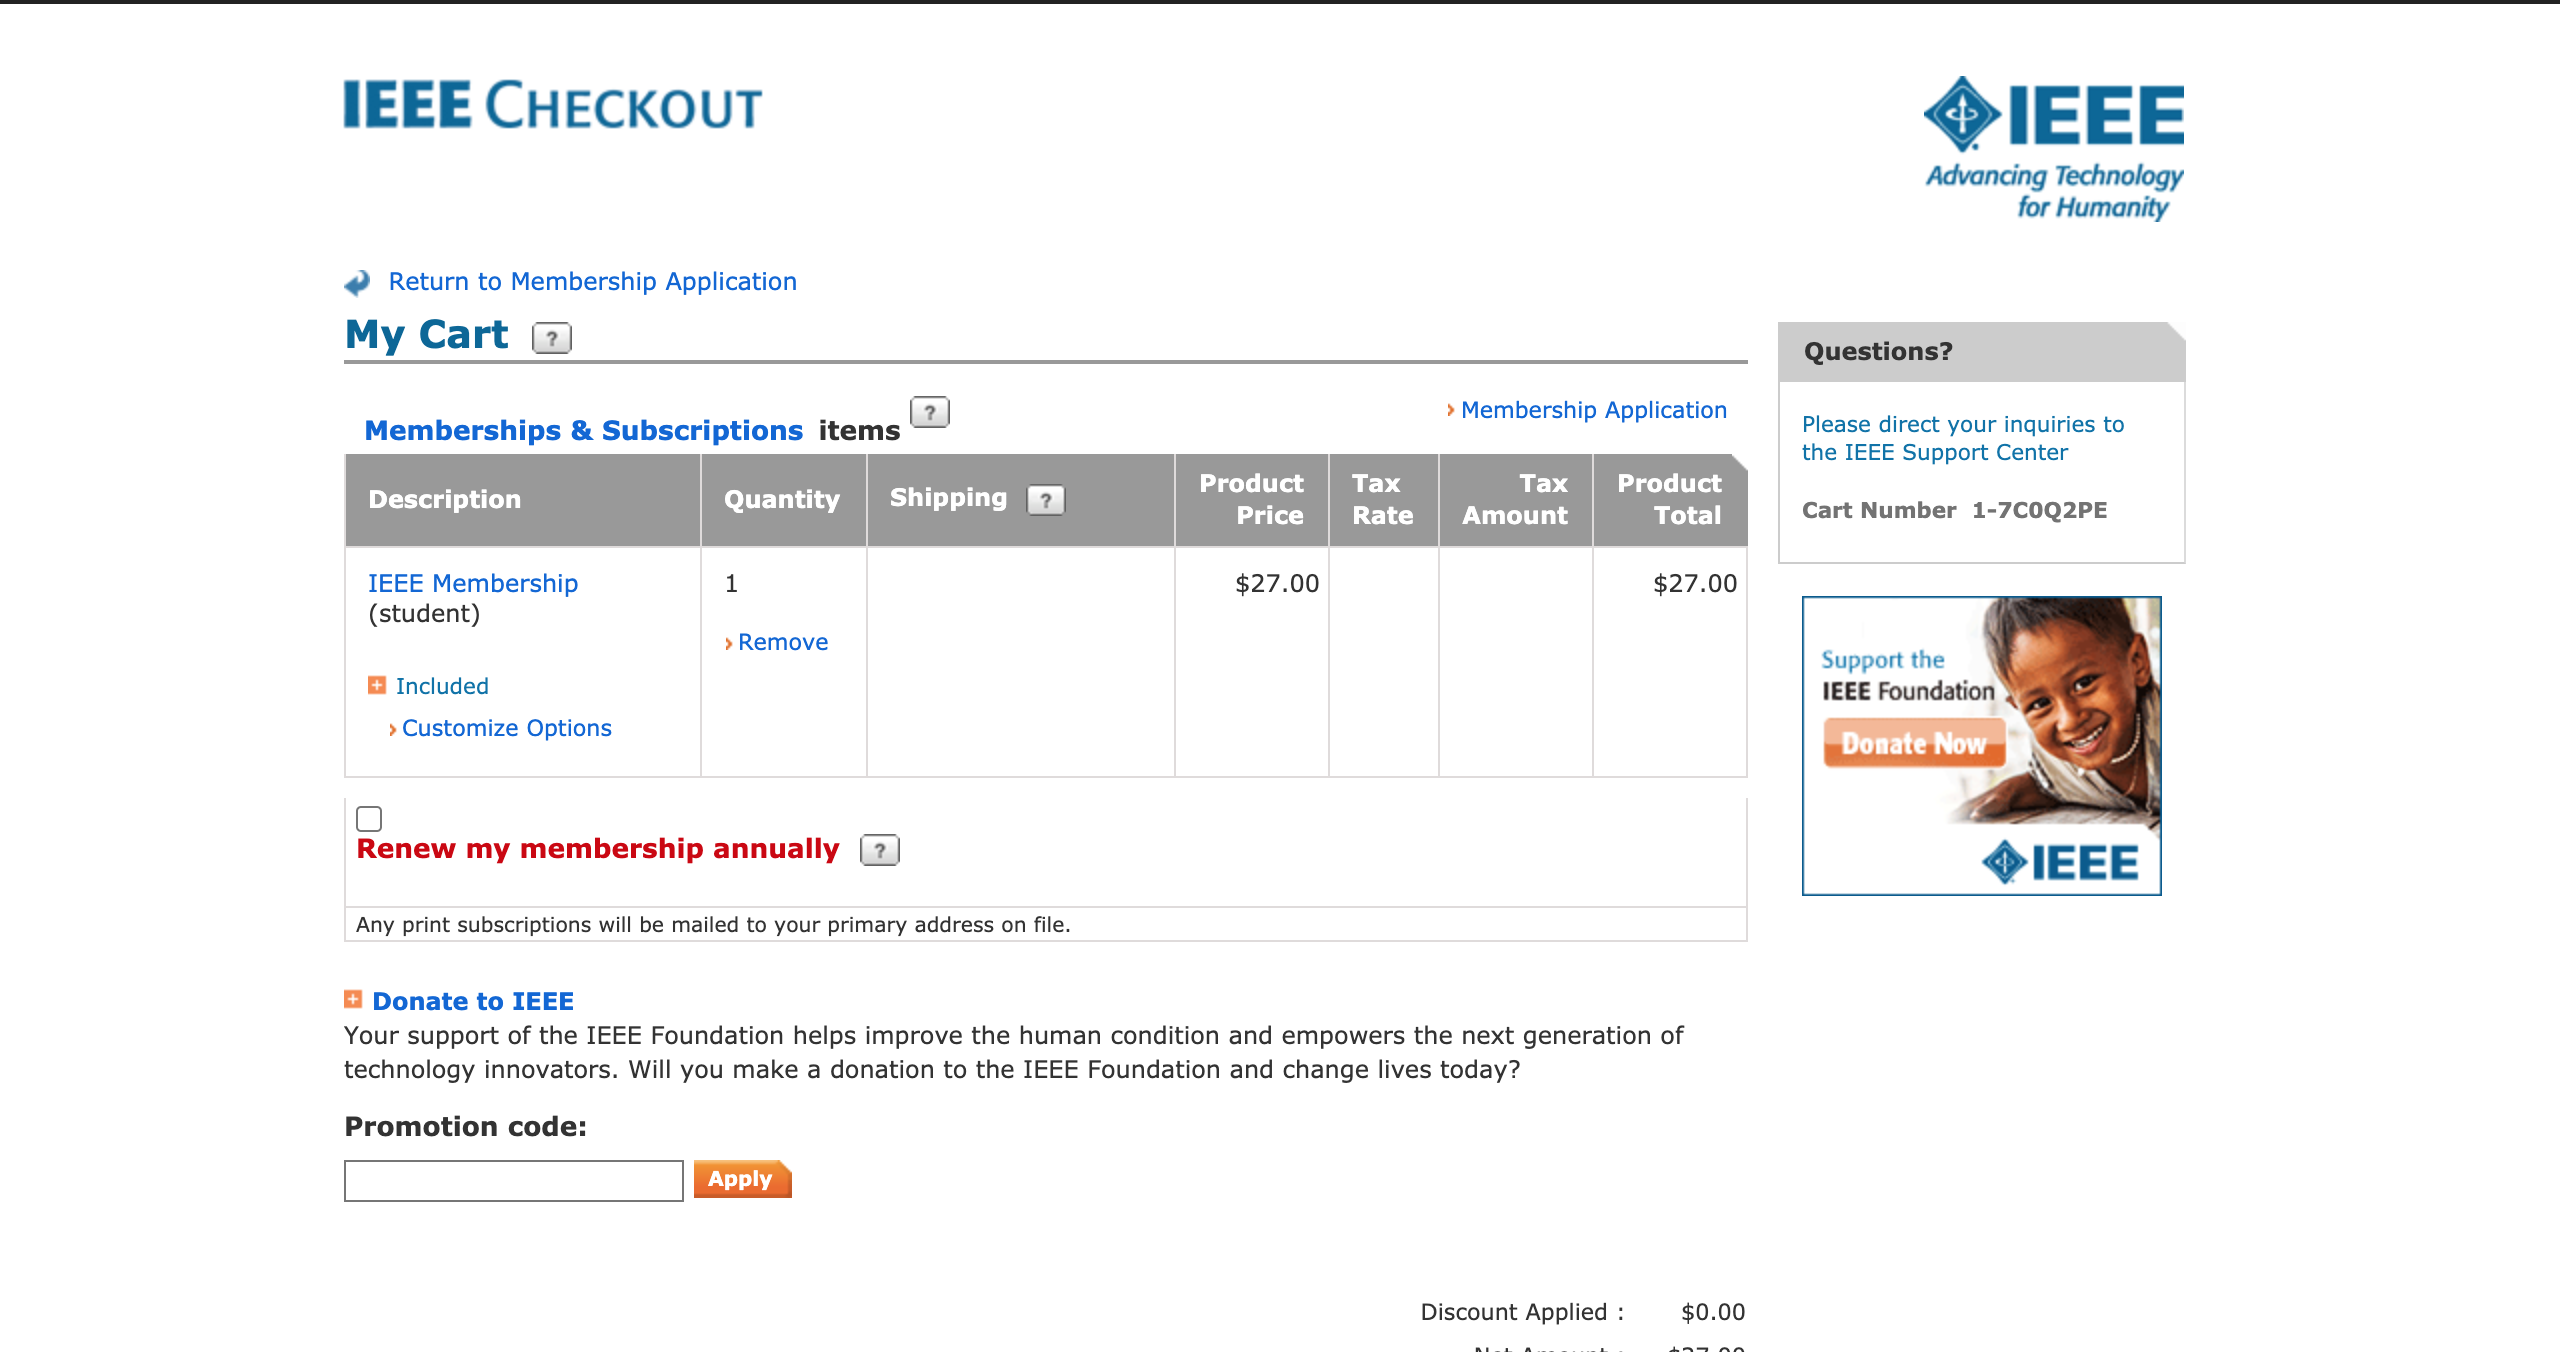 IEEE CHECKOUT
IEEE
Advancing Technology
for Humanity
Return to Membership Application
My Cart ?
Memberships & Subscriptions items ?
Membership Application
Description Quantity Shipping ? Product Price Tax Rate Tax Amount Product Total
IEEE Membership 1 $27.00 $27.00
(student)
Remove
Included
Customize Options
Renew my membership annually ?
Any print subscriptions will be mailed to your primary address on file.
Donate to IEEE
Your support of the IEEE Foundation helps improve the human condition and empowers the next generation of
technology innovators. Will you make a donation to the IEEE Foundation and change lives today?
Promotion code:
Apply
Discount Applied : $0.00
Net Amount : $27.00
Questions?
Please direct your inquiries to
the IEEE Support Center
Cart Number 1-7C0Q2PE
Support the
IEEE Foundation
Donate Now
IEEE